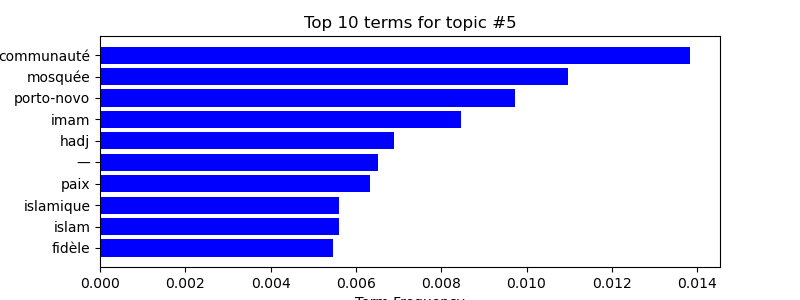 Top 10 terms for topic #5
communauté
mosquée
porto-novo
imam
hadj
—
paix
islamique
islam
fidèle
0.000 0.002 0.004 0.006 0.008 0.010 0.012 0.014
Term Frequency